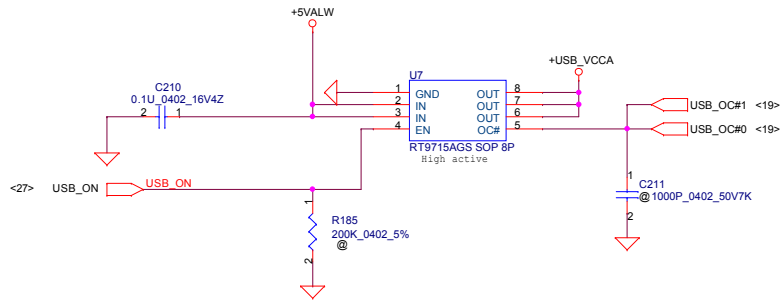 +5VALW
U7
+USB_VCCA
C210
0.1U_0402_16V4Z
2 1
1 GND OUT 8
2 IN OUT 7
3 IN OUT 6
4 EN OC# 5
RT9715AGS SOP 8P
High active
USB_OC#1 <19>
USB_OC#0 <19>
<27> USB_ON USB_ON
1
C211
@ 1000P_0402_50V7K
2
1
R185
200K_0402_5%
@
2